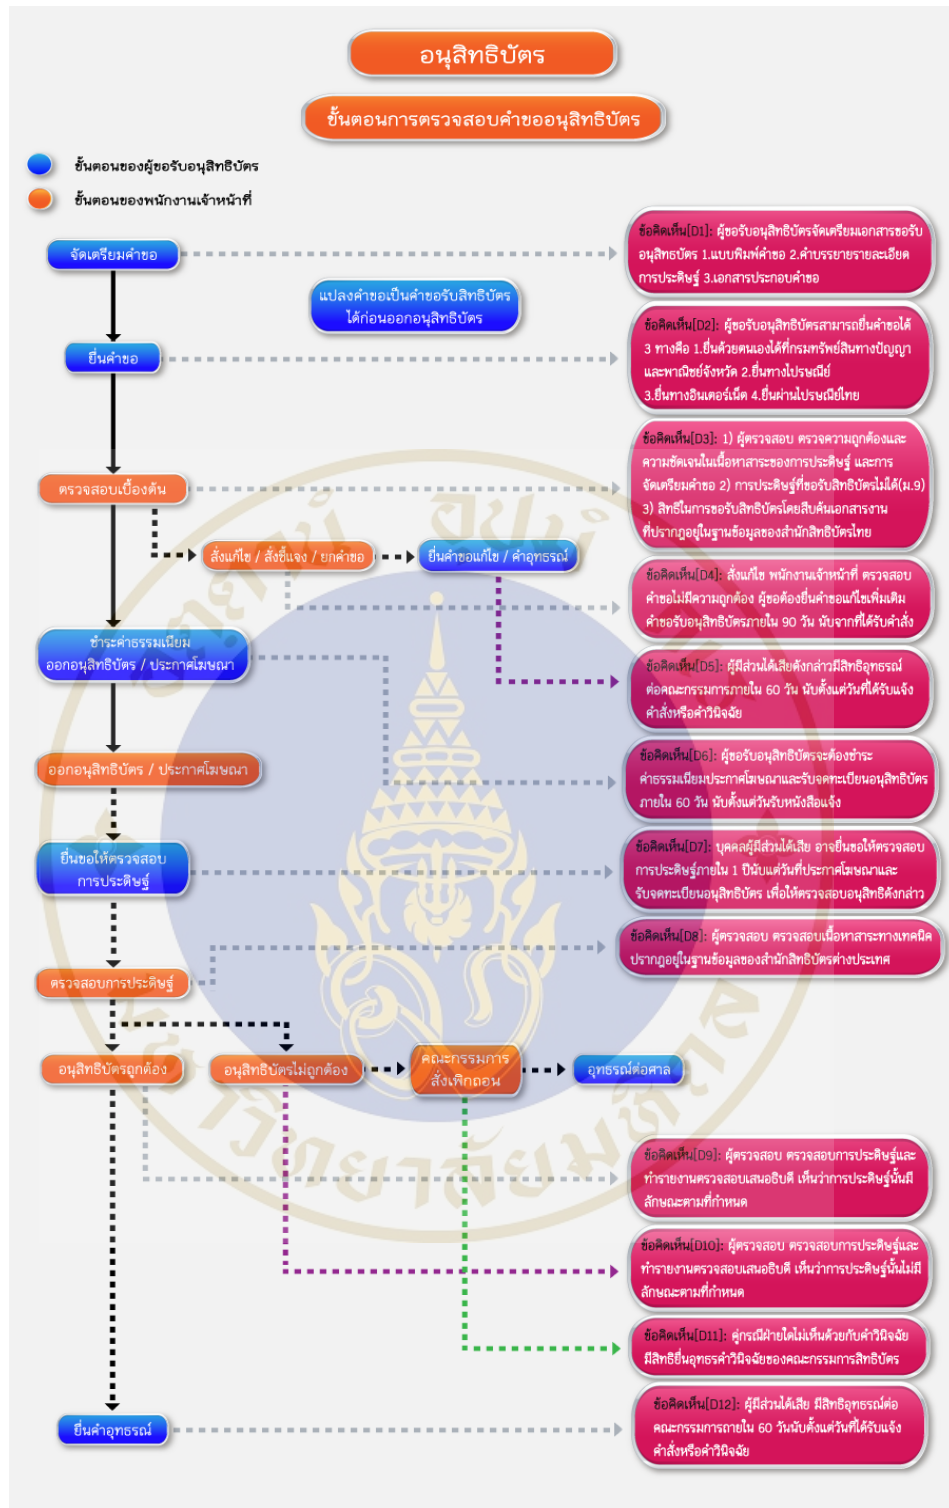 อนุสิทธิบัตร
ขั้นตอนการตรวจสอบคำขออนุสิทธิบัตร
ขั้นตอนของผู้ขอรับอนุสิทธิบัตร
ขั้นตอนของพนักงานเจ้าหน้าที่
จัดเตรียมคำขอ
ข้อคิดเห็น[D1]: ผู้ขอรับอนุสิทธิบัตรจัดเตรียมเอกสารขอรับ
อนุสิทธบัตร 1.แบบพิมพ์คำขอ 2.คำบรรยายรายละเอียด
การประดิษฐ์ 3.เอกสารประกอบคำขอ
แปลงคำขอเป็นคำขอรับสิทธิบัตร
ได้ก่อนออกอนุสิทธิบัตร
ยื่นคำขอ
ข้อคิดเห็น[D2]: ผู้ขอรับอนุสิทธิบัตรสามารถยื่นคำขอได้
3 ทางคือ 1.ยื่นด้วยตนเองได้ที่กรมทรัพย์สินทางปัญญา
และพาณิชย์จังหวัด 2.ยื่นทางไปรษณีย์
3.ยื่นทางอินเตอร์เน็ต 4.ยื่นผ่านไปรษณีย์ไทย
ตรวจสอบเบื้องต้น
ข้อคิดเห็น[D3]: 1) ผู้ตรวจสอบ ตรวจความถูกต้องและ
ความชัดเจนในเนื้อหาสาระของการประดิษฐ์ และการ
จัดเตรียมคำขอ 2) การประดิษฐ์ที่ขอรับสิทธิบัตรไม่ได้(ม.9)
3) สิทธิในการขอรับสิทธิบัตรโดยสืบค้นเอกสารงาน
ที่ปรากฎอยู่ในฐานข้อมูลของสำนักสิทธิบัตรไทย
สั่งแก้ไข / สั่งชี้แจง / ยกคำขอ
ยื่นคำขอแก้ไข / คำอุทธรณ์
ข้อคิดเห็น[D4]: สั่งแก้ไข พนักงานเจ้าหน้าที่ ตรวจสอบ
คำขอไม่มีความถูกต้อง ผู้ขอต้องยื่นคำขอแก้ไขเพิ่มเติม
คำขอรับอนุสิทธิบัตรภายใน 90 วัน นับจากที่ได้รับคำสั่ง
ชำระค่าธรรมเนียม
ออกอนุสิทธิบัตร / ประกาศโฆษณา
ข้อคิดเห็น[D5]: ผู้มีส่วนได้เสียดังกล่าวมีสิทธิอุทธรณ์
ต่อคณะกรรมการภายใน 60 วัน นับตั้งแต่วันที่ได้รับแจ้ง
คำสั่งหรือคำวินิจฉัย
ออกอนุสิทธิบัตร / ประกาศโฆษณา
ข้อคิดเห็น[D6]: ผู้ขอรับอนุสิทธิบัตรจะต้องชำระ
ค่าธรรมเนียมประกาศโฆษณาและรับจดทะเบียนอนุสิทธิบัตร
ภายใน 60 วัน นับตั้งแต่วันรับหนังสือแจ้ง
ยื่นขอให้ตรวจสอบ
การประดิษฐ์
ข้อคิดเห็น[D7]: บุคคลผู้มีส่วนได้เสีย อาจยื่นขอให้ตรวจสอบ
การประดิษฐ์ภายใน 1 ปีนับแต่วันที่ประกาศโฆษณาและ
รับจดทะเบียนอนุสิทธิบัตร เพื่อให้ตรวจสอบอนุสิทธิดังกล่าว
ข้อคิดเห็น[D8]: ผู้ตรวจสอบ ตรวจสอบเนื้อหาสาระทางเทคนิค
ปรากฎอยู่ในฐานข้อมูลของสำนักสิทธิบัตรต่างประเทศ
ตรวจสอบการประดิษฐ์
อนุสิทธิบัตรถูกต้อง
อนุสิทธิบัตรไม่ถูกต้อง
คณะกรรมการ
สั่งเพิกถอน
อุทธรณ์ต่อศาล
ข้อคิดเห็น[D9]: ผู้ตรวจสอบ ตรวจสอบการประดิษฐ์และ
ทำรายงานตรวจสอบเสนอธิบดี เห็นว่าการประดิษฐ์นั้นมี
ลักษณะตามที่กำหนด
ข้อคิดเห็น[D10]: ผู้ตรวจสอบ ตรวจสอบการประดิษฐ์และ
ทำรายงานตรวจสอบเสนอธิบดี เห็นว่าการประดิษฐ์นั้นไม่มี
ลักษณะตามที่กำหนด
ข้อคิดเห็น[D11]: คู่กรณีฝ่ายใดไม่เห็นด้วยกับคำวินิจฉัย
มีสิทธิยื่นอุทธรคำวินิจฉัยของคณะกรรมการสิทธิบัตร
ยื่นคำอุทธรณ์
ข้อคิดเห็น[D12]: ผู้มีส่วนได้เสีย มีสิทธิอุทธรณ์ต่อ
คณะกรรมการภายใน 60 วันนับตั้งแต่วันที่ได้รับแจ้ง
คำสั่งหรือคำวินิจฉัย
มหาวิทยาลัยมหิดล